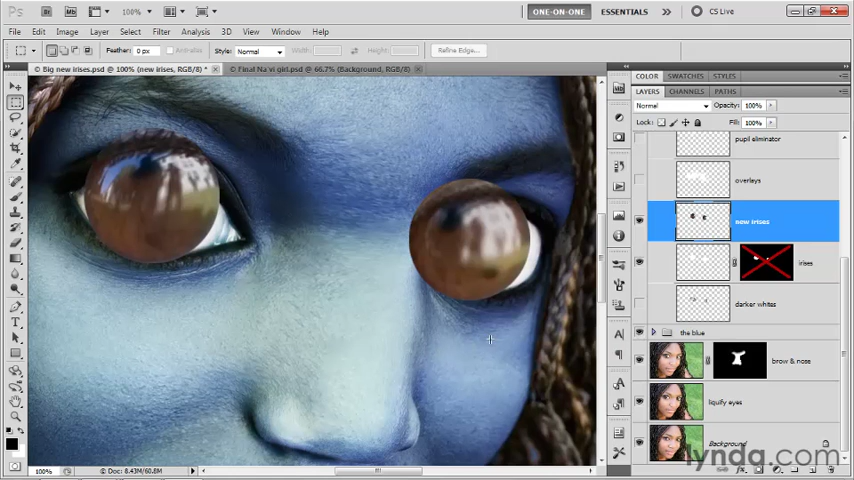 Ps Br Mb 100% ONE-ON-ONE ESSENTIALS CS Live
File Edit Image Layer Select Filter Analysis 3D View Window Help
Feather: 0 px Anti-alias Style: Normal Width: Height: Refine Edge...
Big new irises.psd @ 100% (new irises, RGB/8) * Final Na'vi girl.psd @ 66.7% (Background, RGB/8)
COLOR SWATCHES STYLES
LAYERS CHANNELS PATHS
Normal Opacity: 100%
Lock: Fill: 100%
pupil eliminator
overlays
new irises
irises
darker whites
the blue
brow & nose
liquify eyes
Background
lynda.com
100% Doc: 8.43M/60.8M